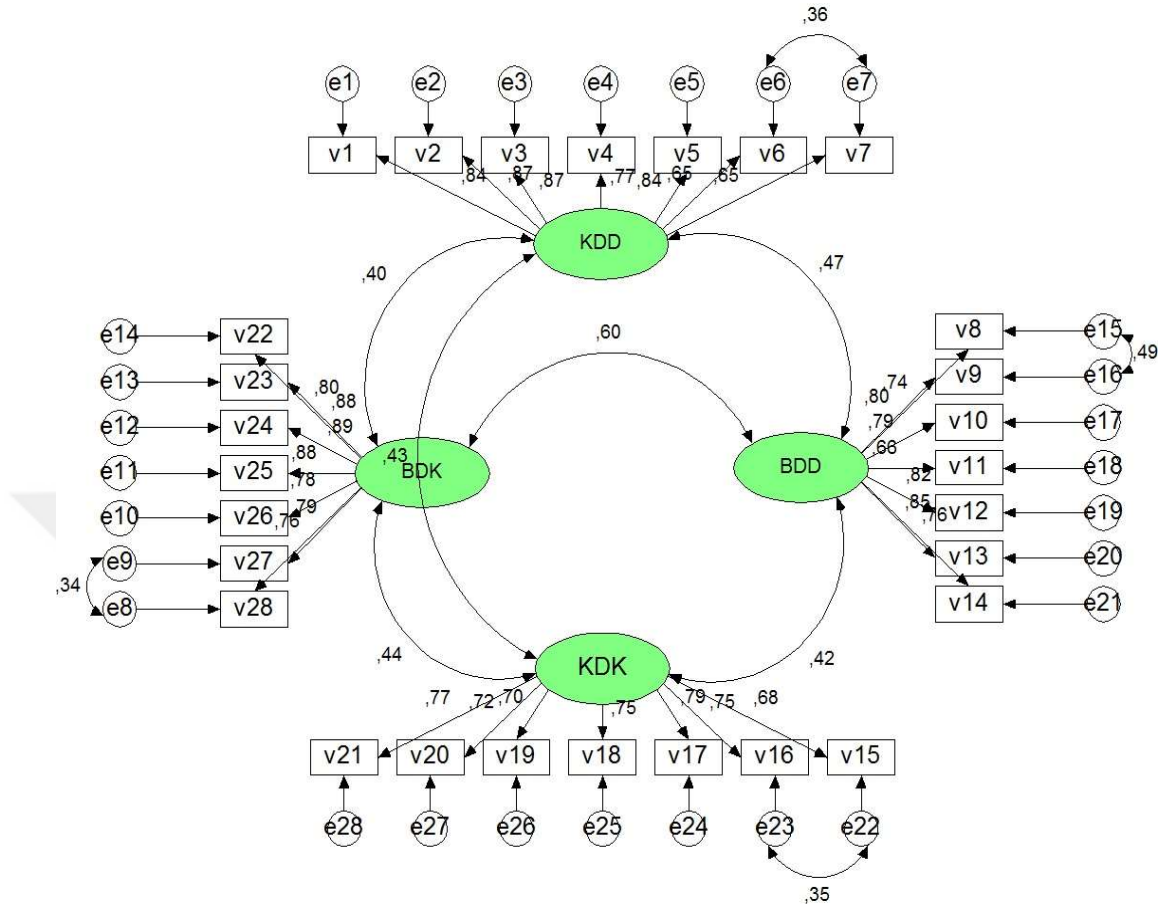 ,36
e1 e2 e3 e4 e5 e6 e7
v1 v2 v3 v4 v5 v6 v7
,84 ,87 ,87 ,77 ,84 ,65 ,65
KDD
,40 ,47
,60
e14 v22
e13 v23
e12 v24
e11 v25
e10 v26
e9 v27
e8 v28
,34
,80
,88
,89
,88
,78
,79
,76
BDK
,43
BDD
,74
,80
,79
,66
,82
,85
,76
v8 e15
v9 e16
v10 e17
v11 e18
v12 e19
v13 e20
v14 e21
,49
,44 ,42
KDK
,77 ,72 ,70 ,75 ,79 ,75 ,68
v21 v20 v19 v18 v17 v16 v15
e28 e27 e26 e25 e24 e23 e22
,35